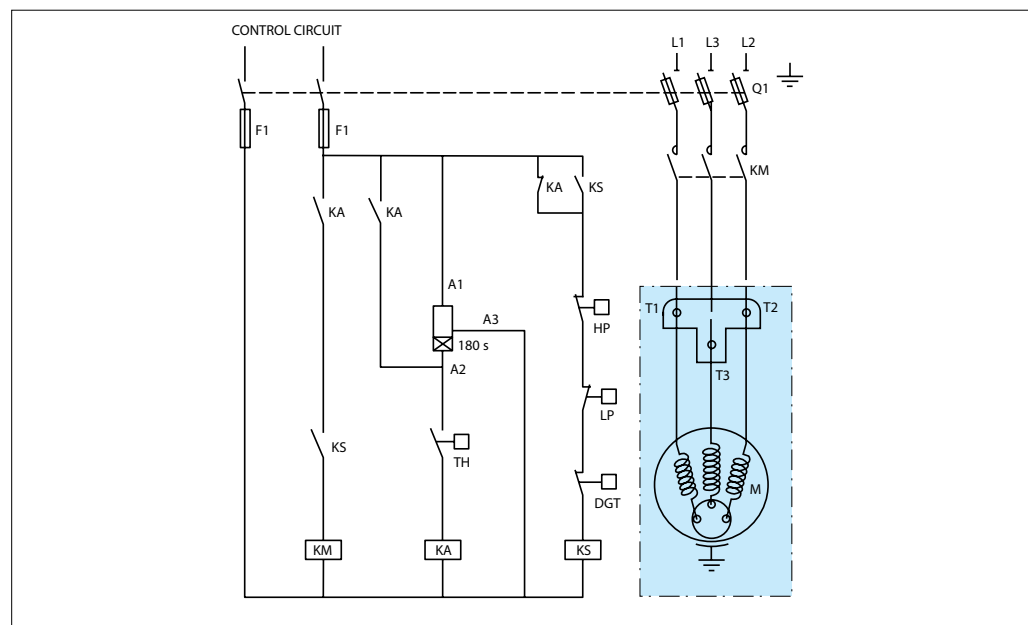 CONTROL CIRCUIT
L1 L3 L2
Q1
F1 F1
KM
KA KS
KA KA
A1
A3
180 s
A2
HP
T1 T2
T3
LP
KS
TH
DGT
M
KM KA KS